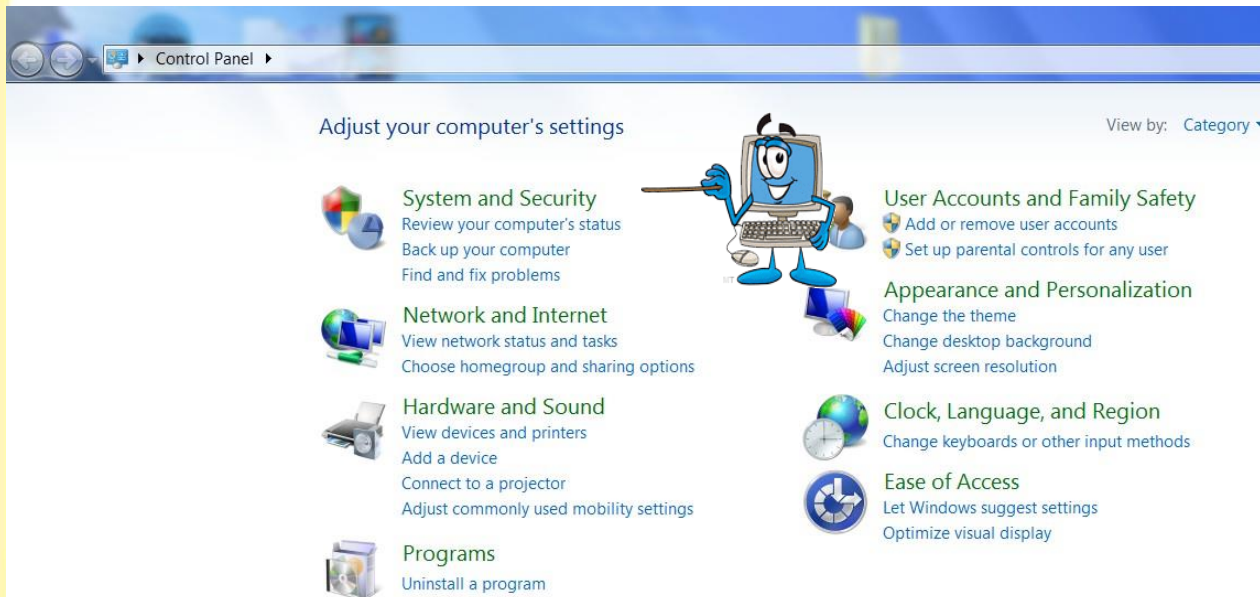 Control Panel
Adjust your computer's settings
View by: Category
System and Security
Review your computer's status
Back up your computer
Find and fix problems
Network and Internet
View network status and tasks
Choose homegroup and sharing options
Hardware and Sound
View devices and printers
Add a device
Connect to a projector
Adjust commonly used mobility settings
Programs
Uninstall a program
User Accounts and Family Safety
Add or remove user accounts
Set up parental controls for any user
Appearance and Personalization
Change the theme
Change desktop background
Adjust screen resolution
Clock, Language, and Region
Change keyboards or other input methods
Ease of Access
Let Windows suggest settings
Optimize visual display